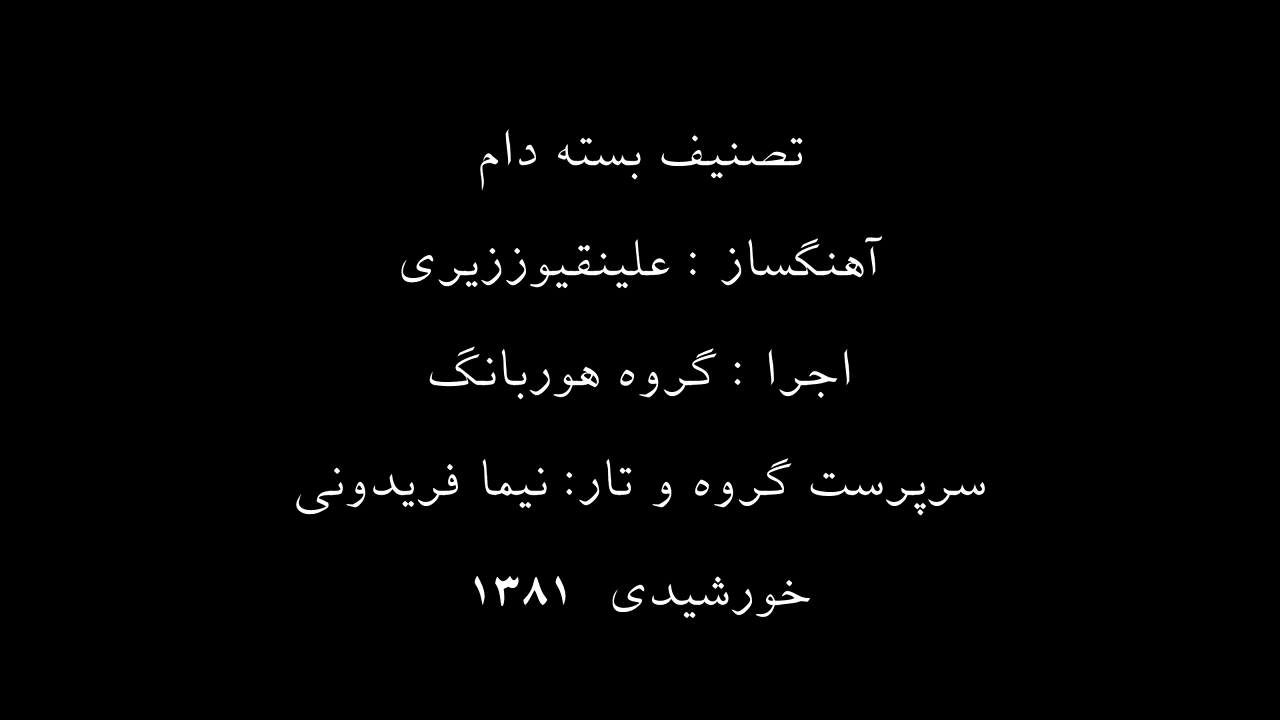 تصنیف بسته دام
آهنگساز : علینقیوززیری
اجرا : گروه هوربانگ
سرپرست گروه و تار: نیما فریدونی
خورشیدی ۱۳۸۱